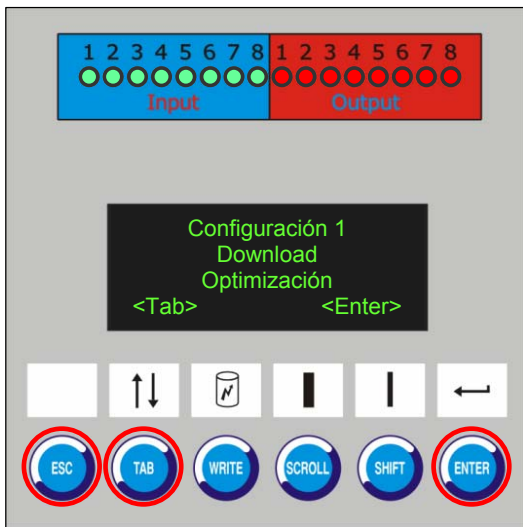 1 2 3 4 5 6 7 8 1 2 3 4 5 6 7 8
Input Output
Configuración 1
Download
Optimización
<Tab> <Enter>
ESC TAB WRITE SCROLL SHIFT ENTER